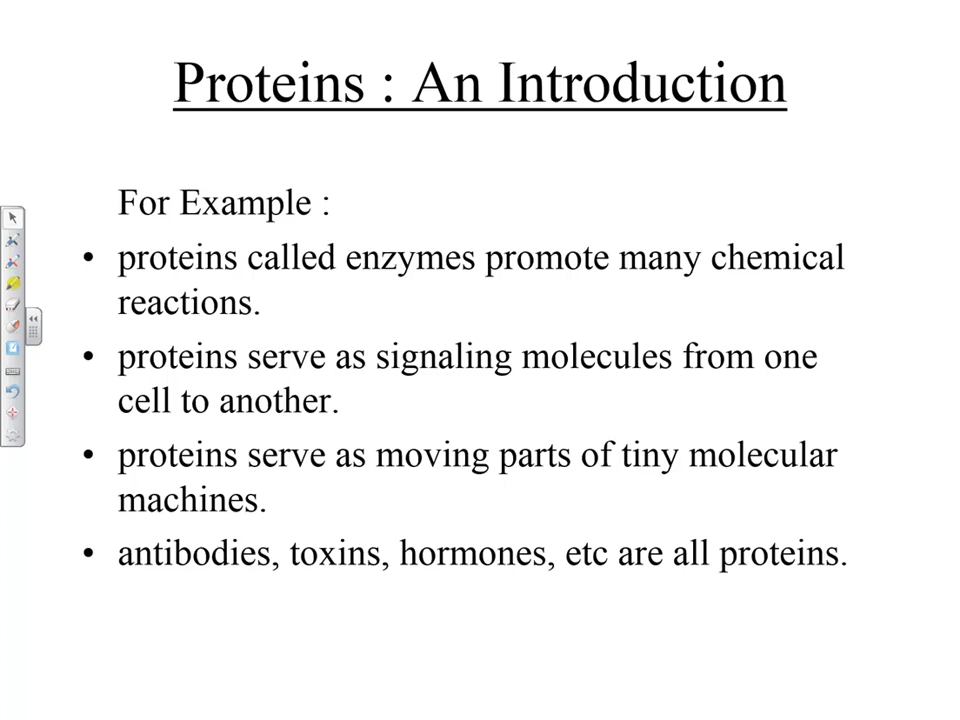 Proteins : An Introduction
For Example :
• proteins called enzymes promote many chemical
reactions.
• proteins serve as signaling molecules from one
cell to another.
• proteins serve as moving parts of tiny molecular
machines.
• antibodies, toxins, hormones, etc are all proteins.